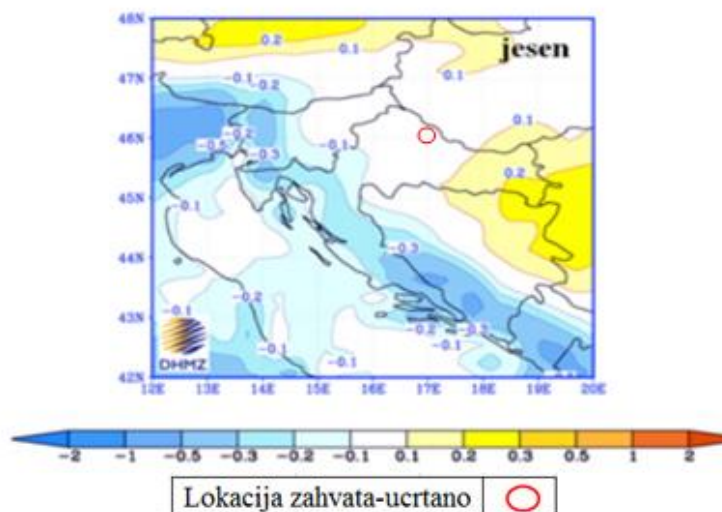 48N
0.2
0.1
jesen
47N
-0.1
-0.2
0.1
0.1
46N
-0.2
-0.5
-0.3
-0.1
0.2
45N
-0.1
-0.3
44N
-0.2
-0.1
43N
-0.2
-0.1
-0.1
DHMZ
42N
12E 13E 14E 15E 16E 17E 18E 19E 20E
-2 -1 -0.5 -0.3 -0.2 -0.1 0.1 0.2 0.3 0.5 1 2
Lokacija zahvata-ucrtano